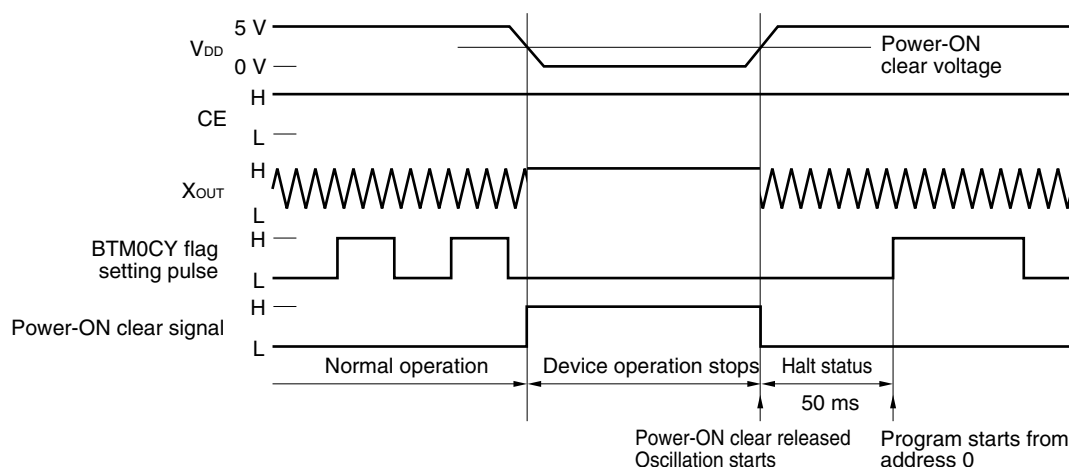 5 V
VDD
0 V
Power-ON
clear voltage
H
CE
L
H
XOUT
L
BTM0CY flag
setting pulse
H
L
Power-ON clear signal
H
L
Normal operation
Device operation stops
Halt status
50 ms
Power-ON clear released
Oscillation starts
Program starts from
address 0